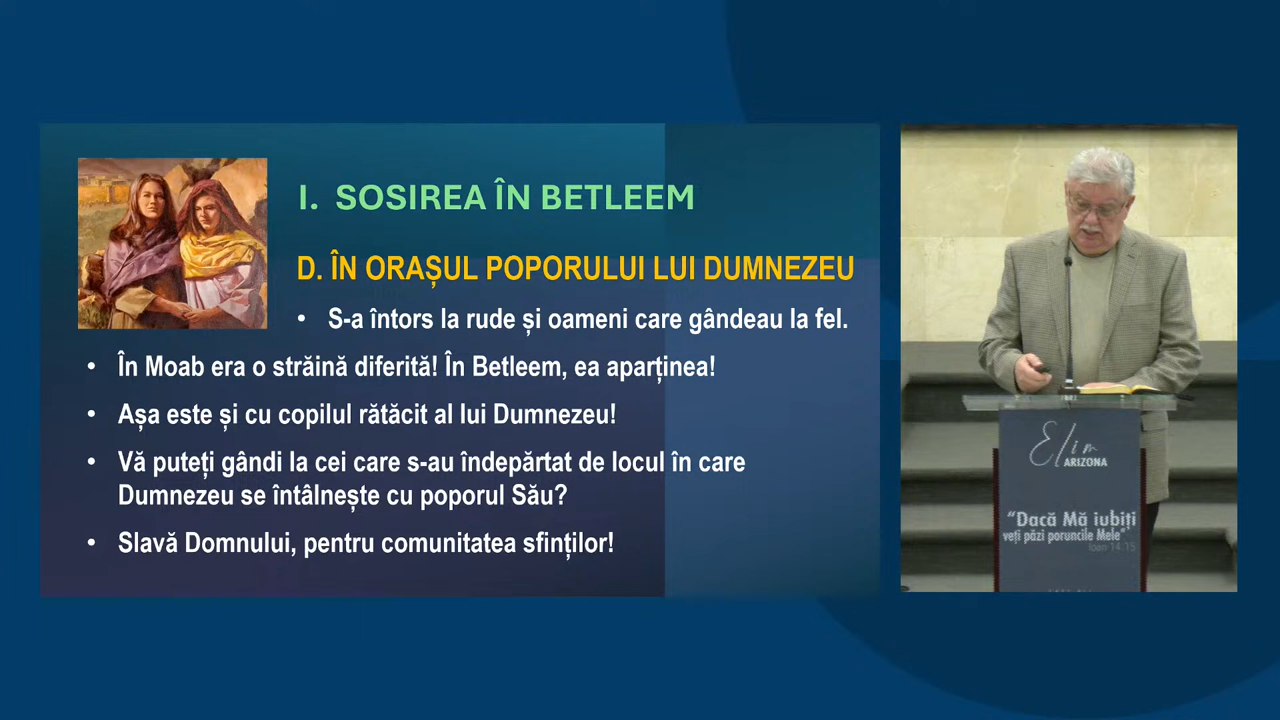 I. SOSIREA ÎN BETLEEM
D. ÎN ORAȘUL POPORULUI LUI DUMNEZEU
• S-a întors la rude și oameni care gândeau la fel.
• În Moab era o străină diferită! În Betleem, ea aparținea!
• Așa este și cu copilul rătăcit al lui Dumnezeu!
• Vă puteți gândi la cei care s-au îndepărtat de locul în care
Dumnezeu se întâlnește cu poporul Său?
• Slavă Domnului, pentru comunitatea sfinților!
Elim
ARIZONA
“Dacă Mă iubiți
veți păzi poruncile Mele”
Ioan 14:15